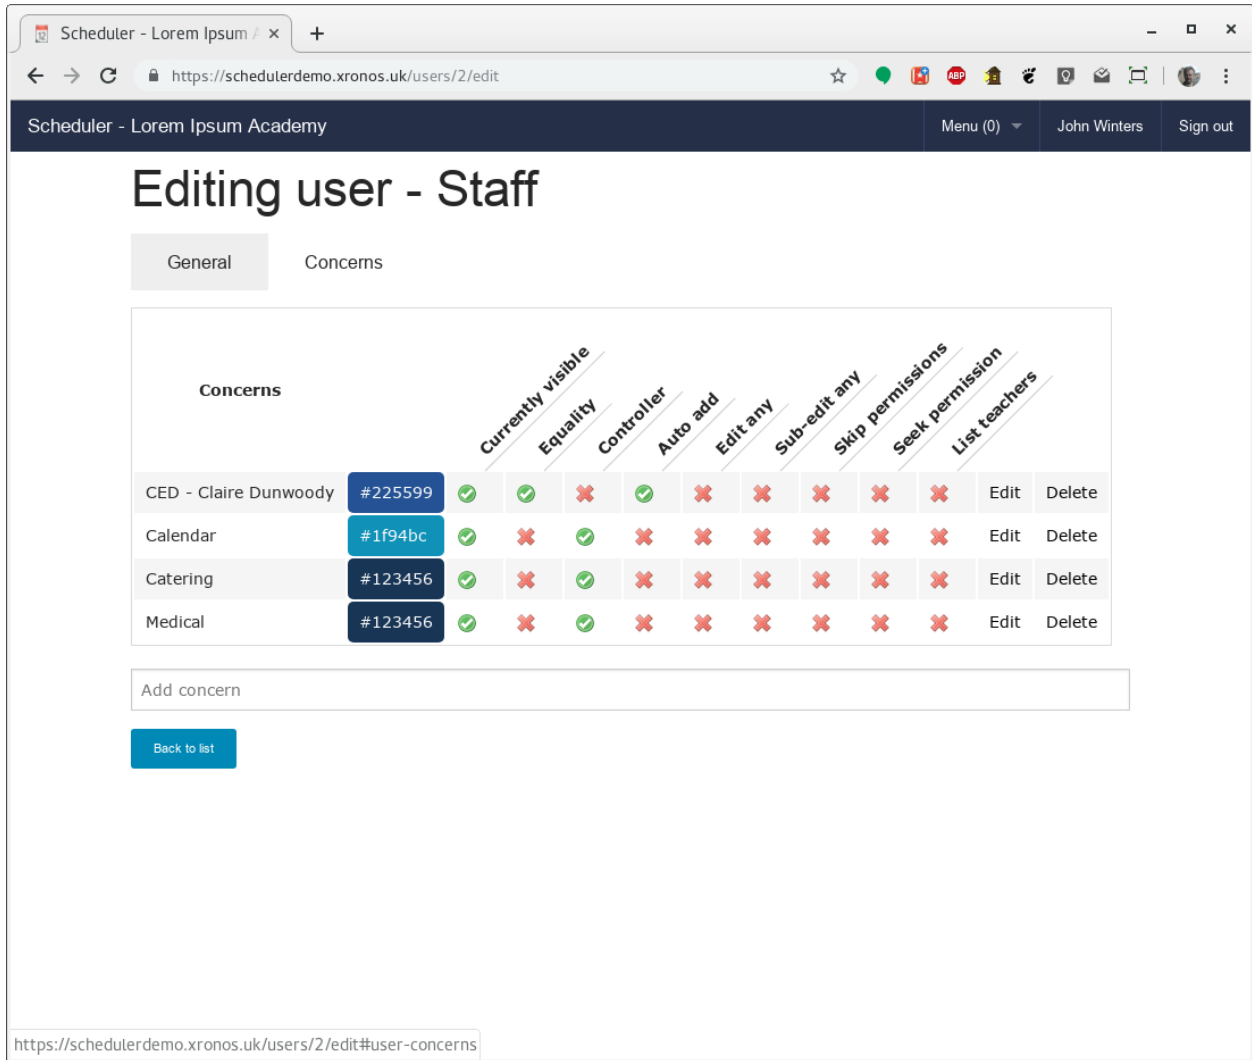 Scheduler - Lorem Ipsum A
https://schedulerdemo.xronos.uk/users/2/edit
ABP
Scheduler - Lorem Ipsum Academy
Menu (0)
John Winters
Sign out
Editing user - Staff
General
Concerns
Concerns
Currently visible
Equality
Controller
Auto add
Edit any
Sub-edit any
Skip permissions
Seek permission
List teachers
CED - Claire Dunwoody #225599 Edit Delete
Calendar #1f94bc Edit Delete
Catering #123456 Edit Delete
Medical #123456 Edit Delete
Add concern
Back to list
https://schedulerdemo.xronos.uk/users/2/edit#user-concerns